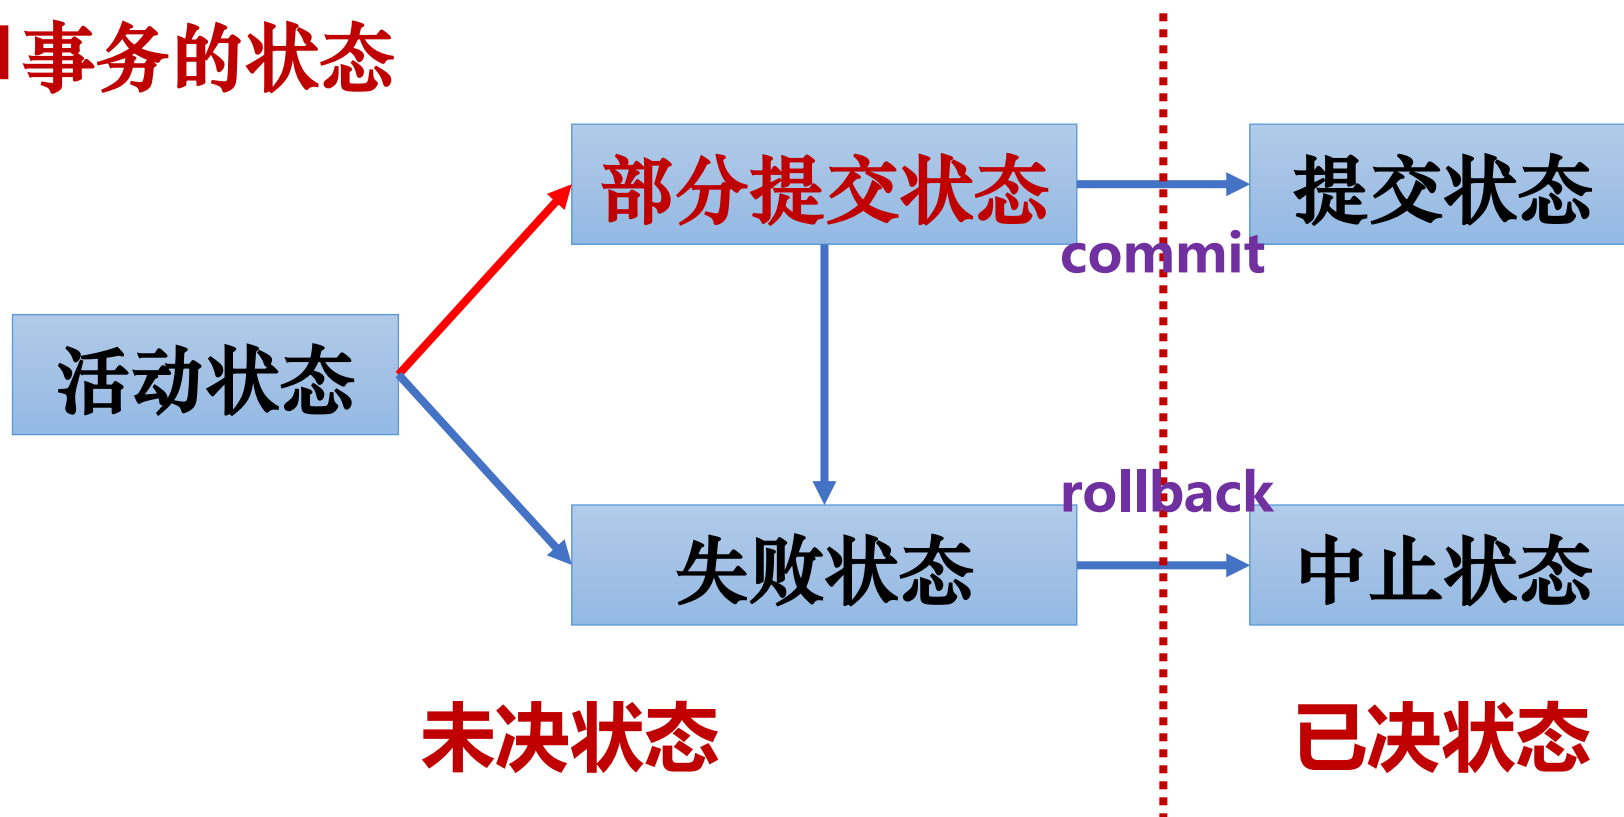 事务的状态
部分提交状态
提交状态
commit
活动状态
rollback
失败状态
中止状态
未决状态
已决状态